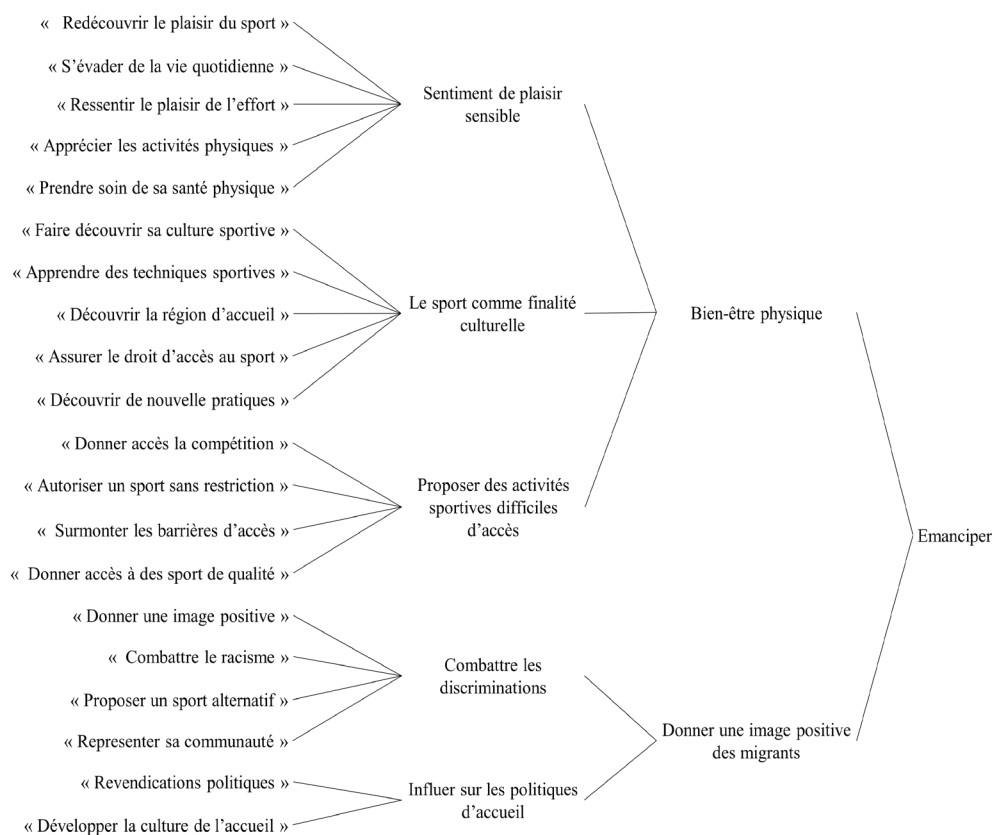 «   Redécouvrir le plaisir du sport »
« S’évader de la vie quotidienne »
« Ressentir le plaisir de l’effort »
« Apprécier les activités physiques »
« Prendre soin de sa santé physique »
« Faire découvrir sa culture sportive »
« Apprendre des techniques sportives »
« Découvrir la région d’accueil »
« Assurer le droit d’accès au sport »
« Découvrir de nouvelle pratiques »
« Donner accès la compétition »
« Autoriser un sport sans restriction »
«  Surmonter les barrières d’accès »
«  Donner accès à des sport de qualité »
« Donner une image positive »
«  Combattre le racisme »
« Proposer un sport alternatif »
« Representer sa communauté »
« Revendications politiques »
« Développer la culture de l’accueil »
Sentiment de plaisir
sensible
Le sport comme finalité
culturelle
Proposer des activités
sportives difficiles
d’accès
Combattre les
discriminations
Influer sur les politiques
d’accueil
Bien-être physique
Donner une image positive
des migrants
Emanciper